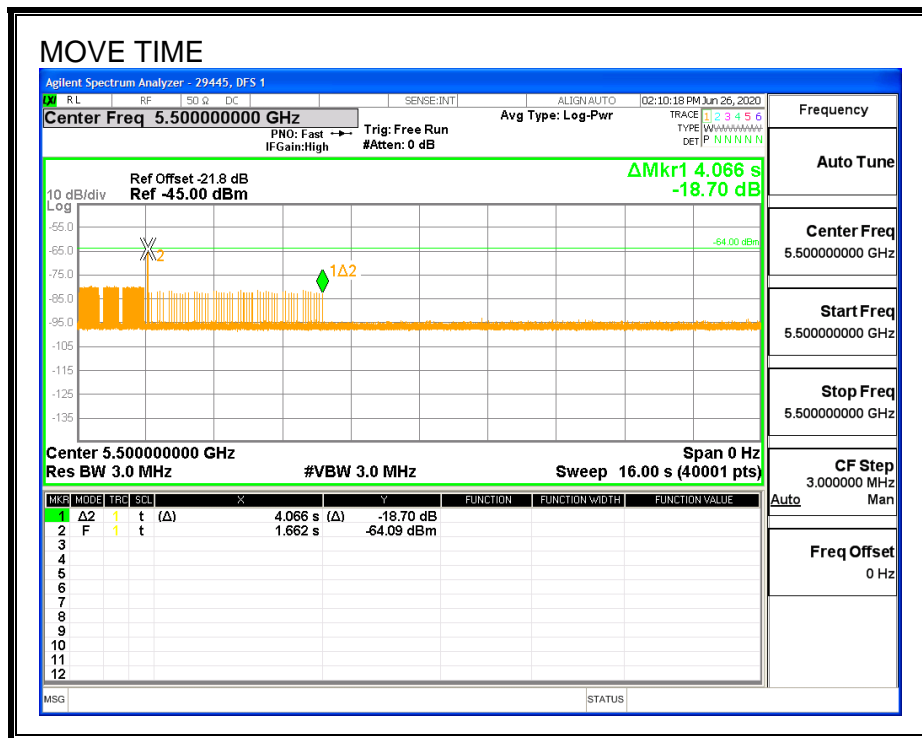 MOVE TIME
Agilent Spectrum Analyzer - 29445, DFS 1
LXI RL RF 50 Ω DC SENSE:INT ALIGN AUTO 02:10:18 PM Jun 26, 2020
Center Freq 5.500000000 GHz
PNO: Fast
IFGain:High
Trig: Free Run
#Atten: 0 dB
Avg Type: Log-Pwr
TRACE 1 2 3 4 5 6
TYPE WWWWWW
DET P N N N N N
ΔMkr1 4.066 s
-18.70 dB
Ref Offset -21.8 dB
10 dB/div Ref -45.00 dBm
Log
-55.0
-65.0
-75.0
-85.0
-95.0
-105
-115
-125
-135
-64.00 dBm
2
1Δ2
Center 5.500000000 GHz Span 0 Hz
Res BW 3.0 MHz #VBW 3.0 MHz Sweep 16.00 s (40001 pts)
MKR MODE TRC SCL X Y FUNCTION FUNCTION WIDTH FUNCTION VALUE
1 Δ2 1 t (Δ) 4.066 s (Δ) -18.70 dB
2 F 1 t 1.662 s -64.09 dBm
3
4
5
6
7
8
9
10
11
12
MSG STATUS
Frequency
Auto Tune
Center Freq
5.500000000 GHz
Start Freq
5.500000000 GHz
Stop Freq
5.500000000 GHz
CF Step
3.000000 MHz
Auto Man
Freq Offset
0 Hz